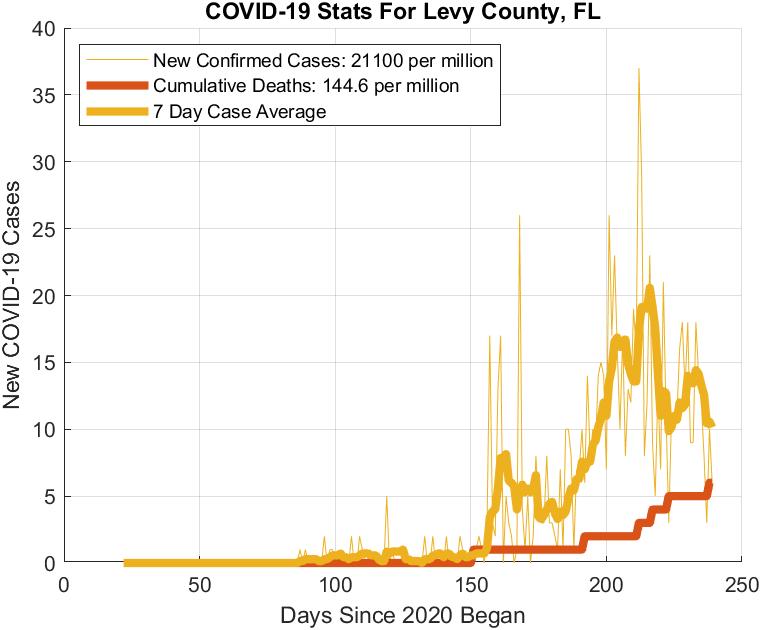 COVID-19 Stats For Levy County, FL
New Confirmed Cases: 21100 per million
Cumulative Deaths: 144.6 per million
7 Day Case Average
New COVID-19 Cases
40
35
30
25
20
15
10
5
0
0 50 100 150 200 250
Days Since 2020 Began